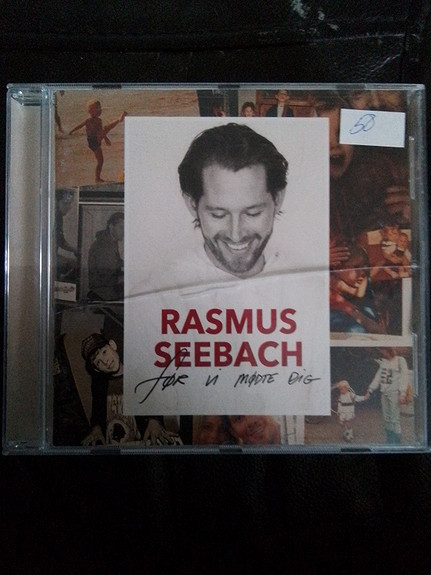 50
RASMUS
SEEBACH
før vi mødte dig